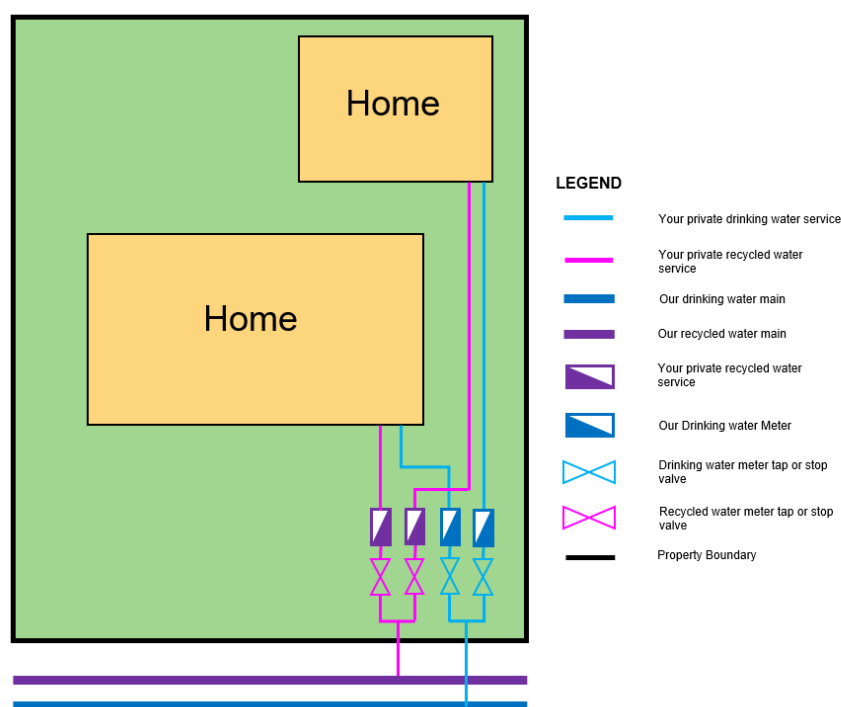 Home
Home
LEGEND
Your private drinking water service
Your private recycled water
service
Our drinking water main
Our recycled water main
Your private recycled water
service
Our Drinking water Meter
Drinking water meter tap or stop
valve
Recycled water meter tap or stop
valve
Property Boundary